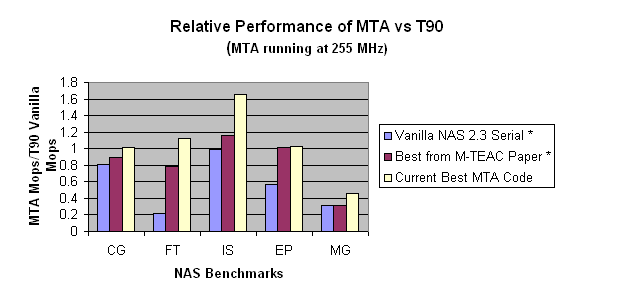 Relative Performance of MTA vs T90
(MTA running at 255 MHz)
MTA Mops/T90 Vanilla
Mops
1.8
1.6
1.4
1.2
1
0.8
0.6
0.4
0.2
0
CG FT IS EP MG
NAS Benchmarks
Vanilla NAS 2.3 Serial *
Best from M-TEAC Paper *
Current Best MTA Code